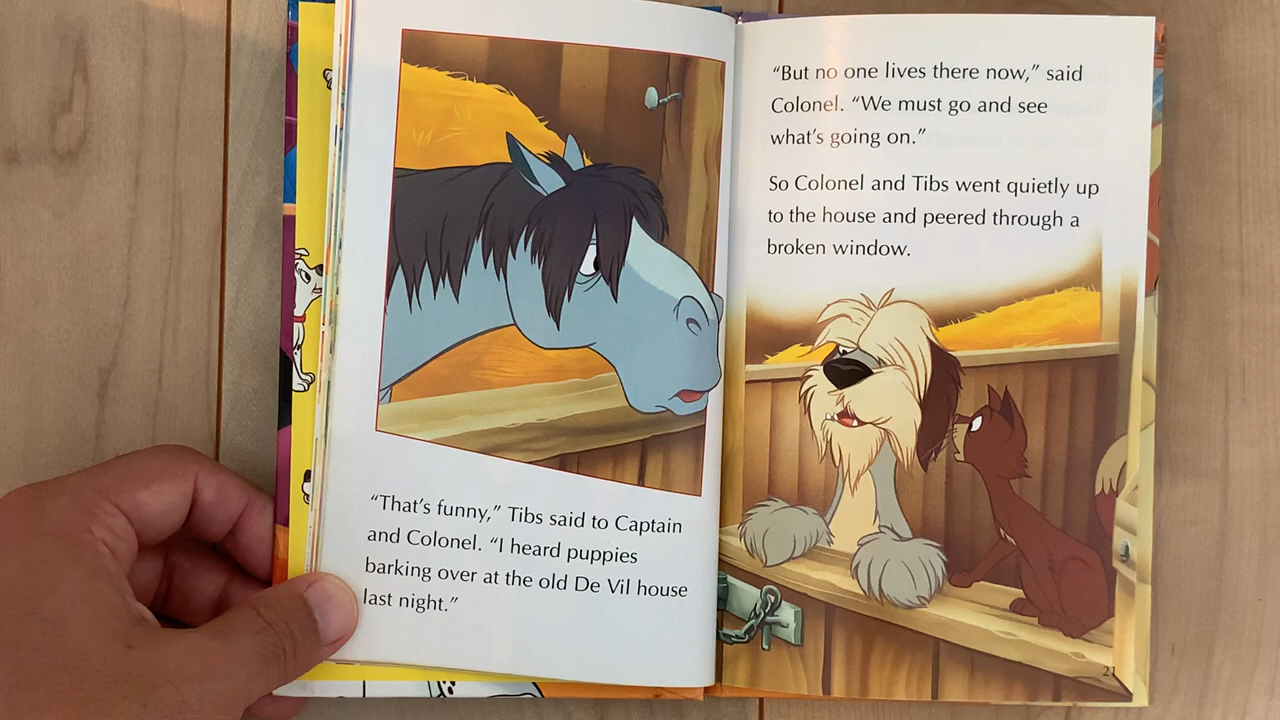 “That’s funny,” Tibs said to Captain
and Colonel. “I heard puppies
barking over at the old De Vil house
last night.”
“But no one lives there now,” said
Colonel. “We must go and see
what’s going on.”
So Colonel and Tibs went quietly up
to the house and peered through a
broken window.
21